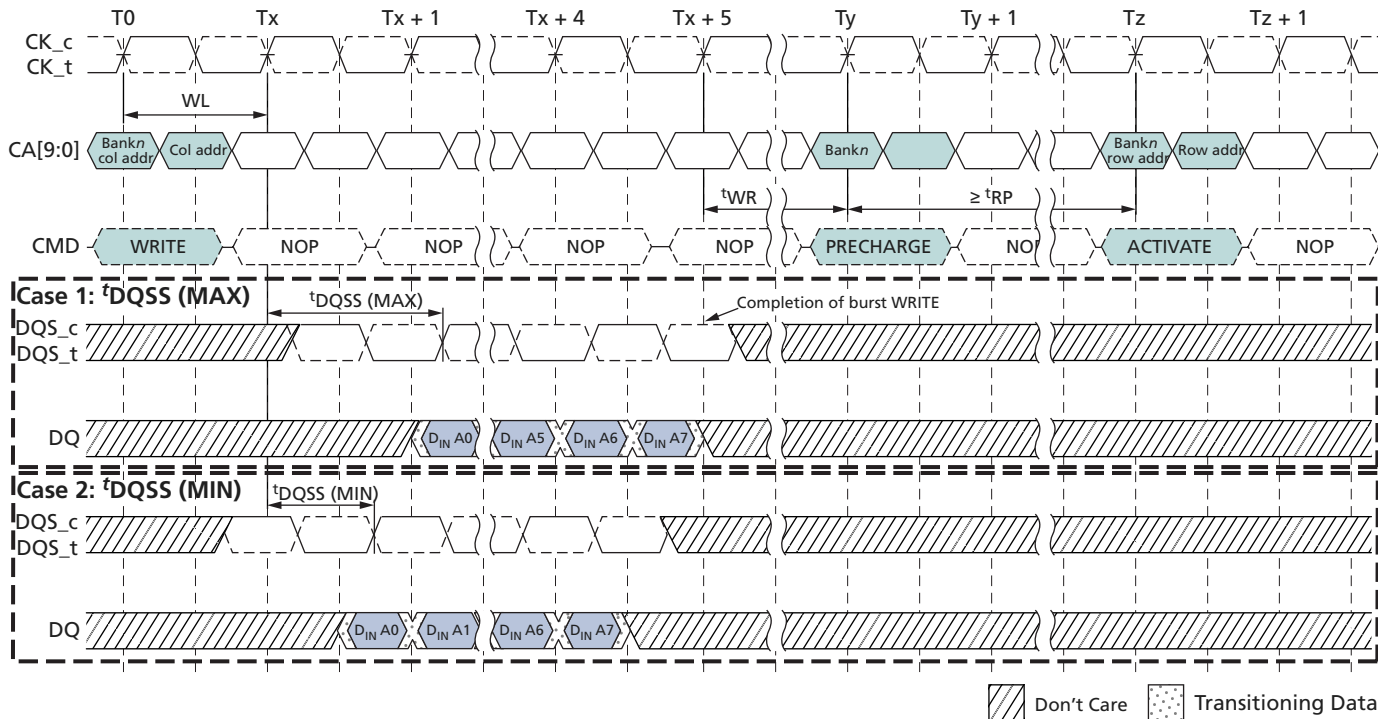 T0 Tx Tx + 1 Tx + 4 Tx + 5 Ty Ty + 1 Tz Tz + 1
CK_c
CK_t
WL
CA[9:0] Bankn col addr Col addr Bankn Bankn row addr Row addr
tWR ≥ tRP
CMD WRITE NOP NOP NOP NOP PRECHARGE NOP ACTIVATE NOP
Case 1: tDQSS (MAX)
tDQSS (MAX) Completion of burst WRITE
DQS_c
DQS_t
DQ DIN A0 DIN A5 DIN A6 DIN A7
Case 2: tDQSS (MIN)
tDQSS (MIN)
DQS_c
DQS_t
DQ DIN A0 DIN A1 DIN A6 DIN A7
Don't Care Transitioning Data